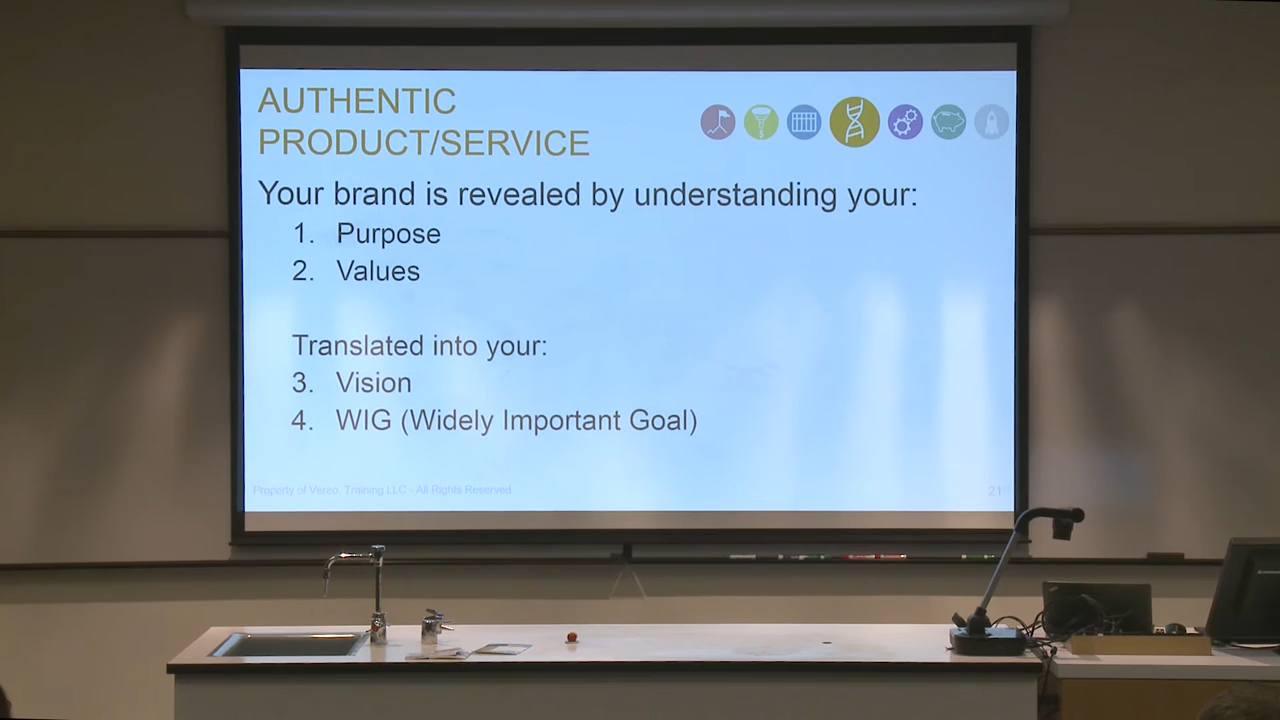 AUTHENTIC
PRODUCT/SERVICE
Your brand is revealed by understanding your:
1. Purpose
2. Values
Translated into your:
3. Vision
4. WIG (Widely Important Goal)
Property of Vereo Training LLC - All Rights Reserved
21